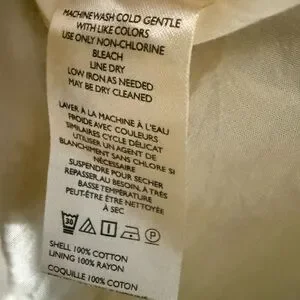 MACHINE WASH COLD GENTLE
WITH LIKE COLORS
USE ONLY NON-CHLORINE
BLEACH
LINE DRY
LOW IRON AS NEEDED
MAY BE DRY CLEANED
LAVER À LA MACHINE À L'EAU
FROIDE AVEC COULEURS
SIMILAIRES CYCLE DÉLICAT
UTILISER UN AGENT DE
BLANCHIMENT SANS CHLORE SI
NÉCESSAIRE
SUSPENDRE POUR SECHER
REPASSER, AU BESOIN, À TRÈS
BASSE TEMPÉRATURE
PEUT-ÊTRE ÊTRE NETTOYÉE
À SEC
30 P
SHELL 100% COTTON
LINING 100% RAYON
COQUILLE 100% COTON